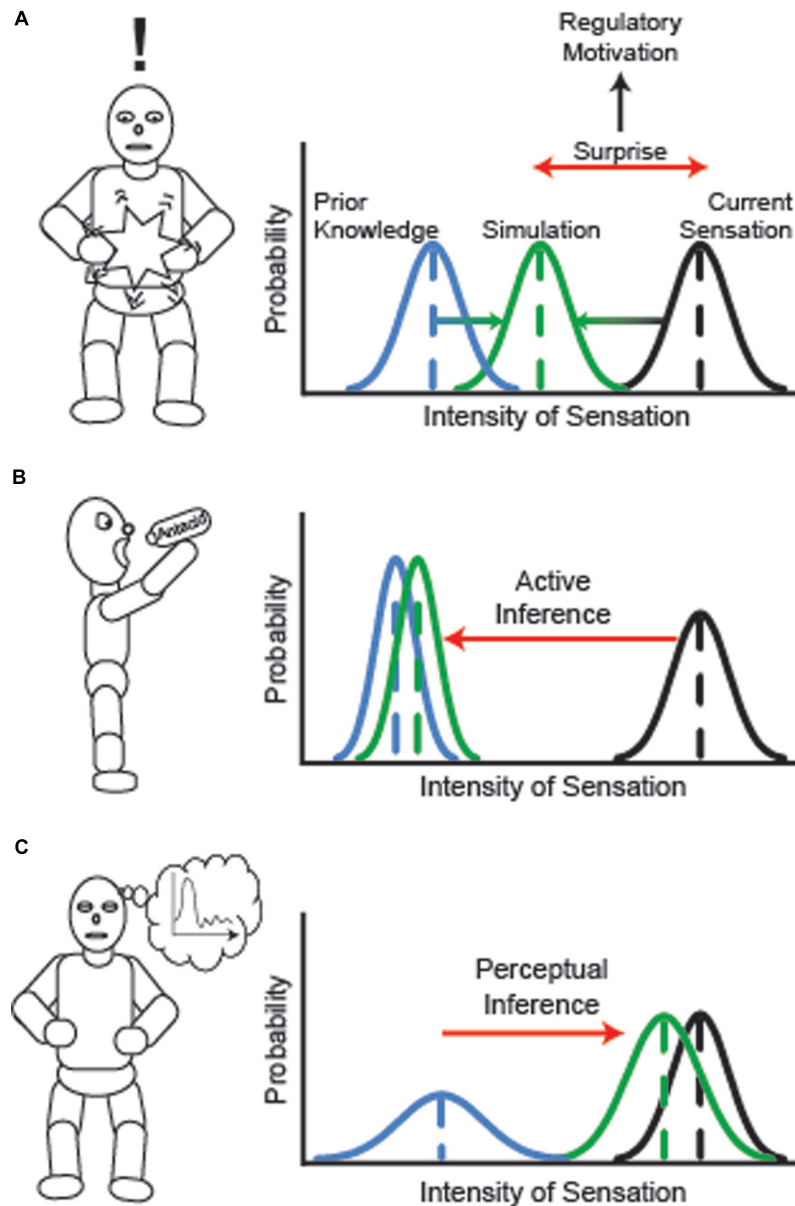 A
!
Regulatory
Motivation
Surprise
Prior
Knowledge
Simulation
Current
Sensation
Probability
Intensity of Sensation
B
Antacid
Active
Inference
Probability
Intensity of Sensation
C
Perceptual
Inference
Probability
Intensity of Sensation